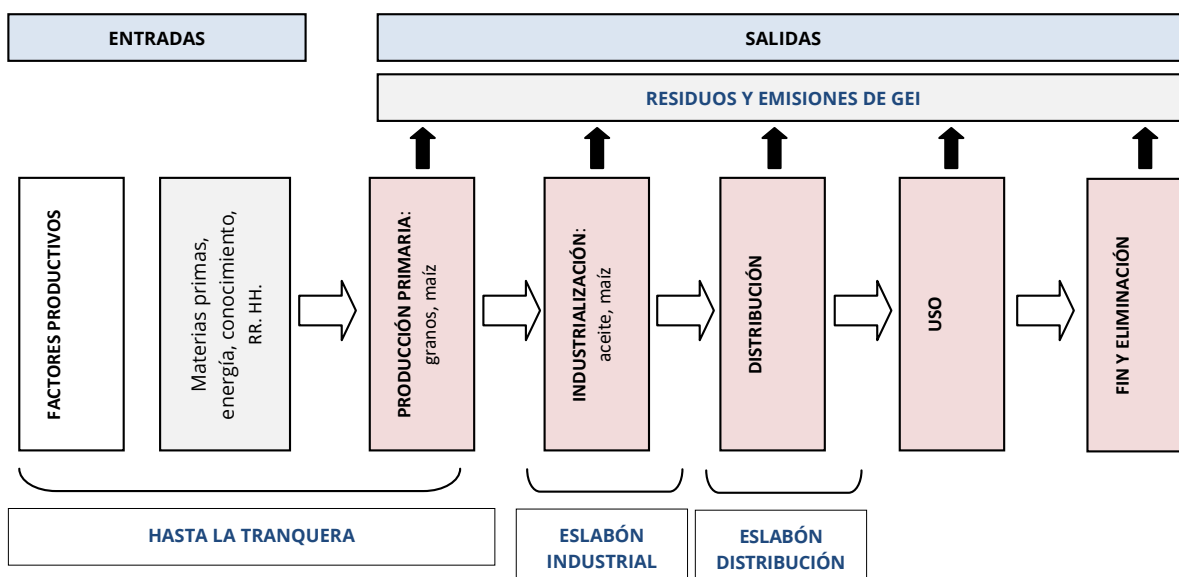 ENTRADAS
SALIDAS
RESIDUOS Y EMISIONES DE GEI
FACTORES PRODUCTIVOS
Materias primas,
energía, conocimiento,
RR. HH.
PRODUCCIÓN PRIMARIA:
granos, maíz
INDUSTRIALIZACIÓN:
aceite, maíz
DISTRIBUCIÓN
USO
FIN Y ELIMINACIÓN
HASTA LA TRANQUERA
ESLABÓN
INDUSTRIAL
ESLABÓN
DISTRIBUCIÓN